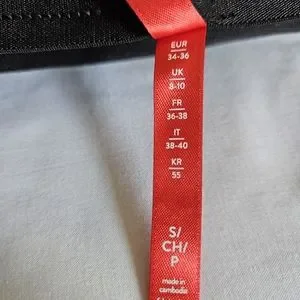 EUR
34-36
UK
8-10
FR
36-38
IT
38-40
KR
55
S/
CH/
P
made in
cambodia